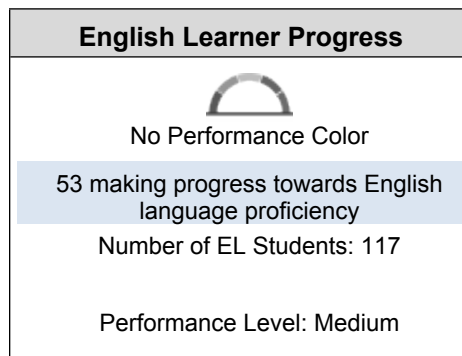 English Learner Progress
No Performance Color
53 making progress towards English
language proficiency
Number of EL Students: 117
Performance Level: Medium